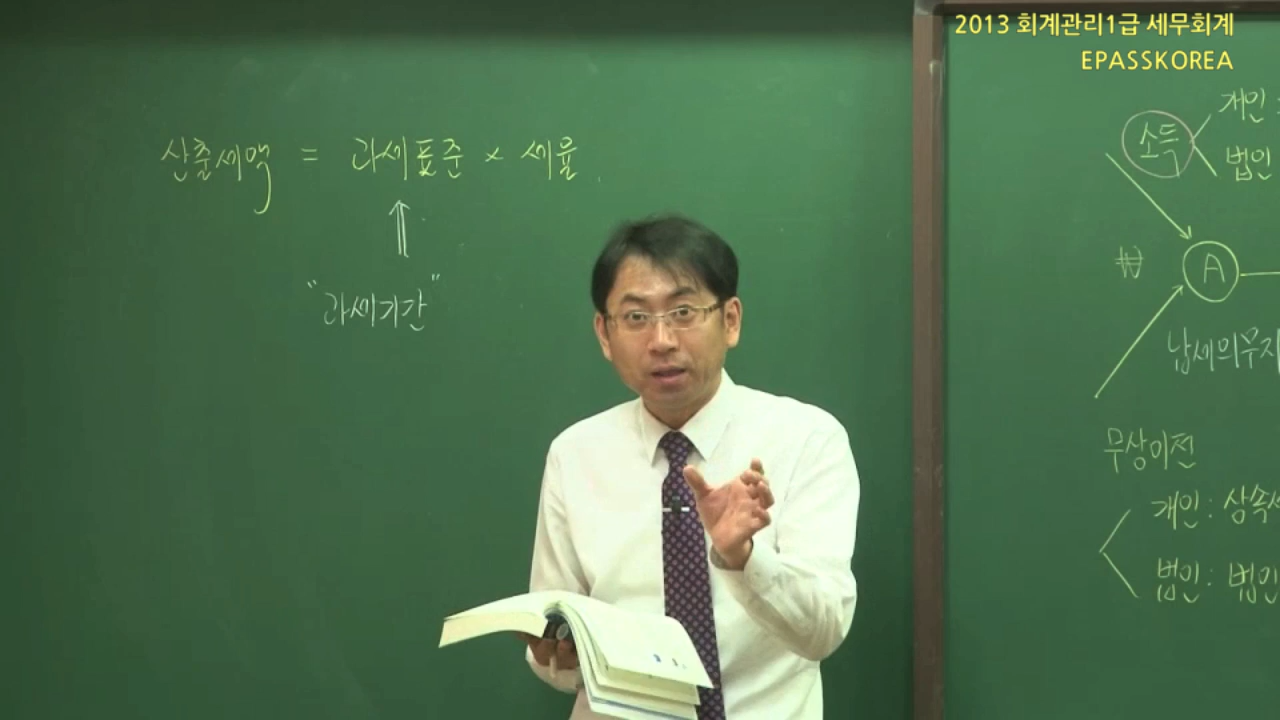 2013 회계관리1급 세무회계
EPASSKOREA
산출세액 = 과세표준 × 세율
"과세기간"
소득
개인
법인
₩
A
납세의무자
무상이전
개인 : 상속
법인 : 법인